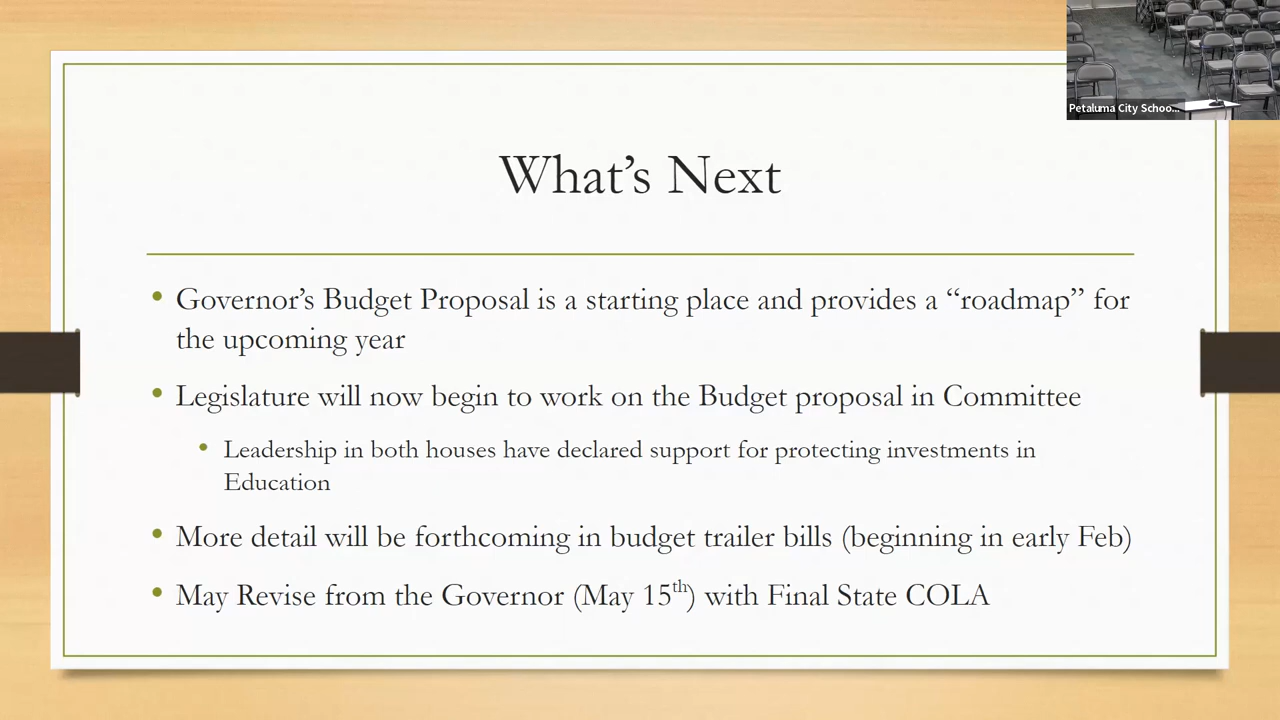 Petaluma City Schoo...
What’s Next
• Governor’s Budget Proposal is a starting place and provides a “roadmap” for
the upcoming year
• Legislature will now begin to work on the Budget proposal in Committee
• Leadership in both houses have declared support for protecting investments in
Education
• More detail will be forthcoming in budget trailer bills (beginning in early Feb)
• May Revise from the Governor (May 15th) with Final State COLA